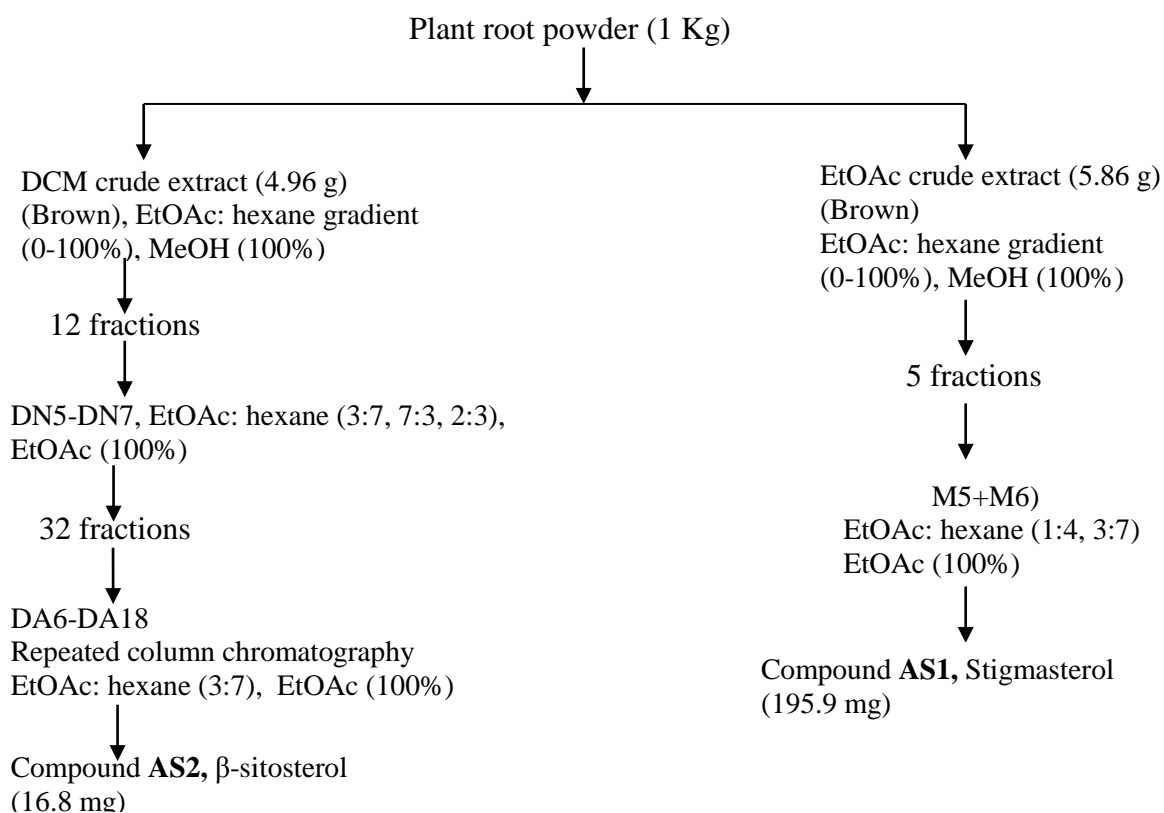 Plant root powder (1 Kg)
DCM crude extract (4.96 g)
(Brown), EtOAc: hexane gradient
(0-100%), MeOH (100%)
12 fractions
DN5-DN7, EtOAc: hexane (3:7, 7:3, 2:3),
EtOAc (100%)
32 fractions
DA6-DA18
Repeated column chromatography
EtOAc: hexane (3:7), EtOAc (100%)
Compound AS2, β-sitosterol
(16.8 mg)
EtOAc crude extract (5.86 g)
(Brown)
EtOAc: hexane gradient
(0-100%), MeOH (100%)
5 fractions
M5+M6)
EtOAc: hexane (1:4, 3:7)
EtOAc (100%)
Compound AS1, Stigmasterol
(195.9 mg)